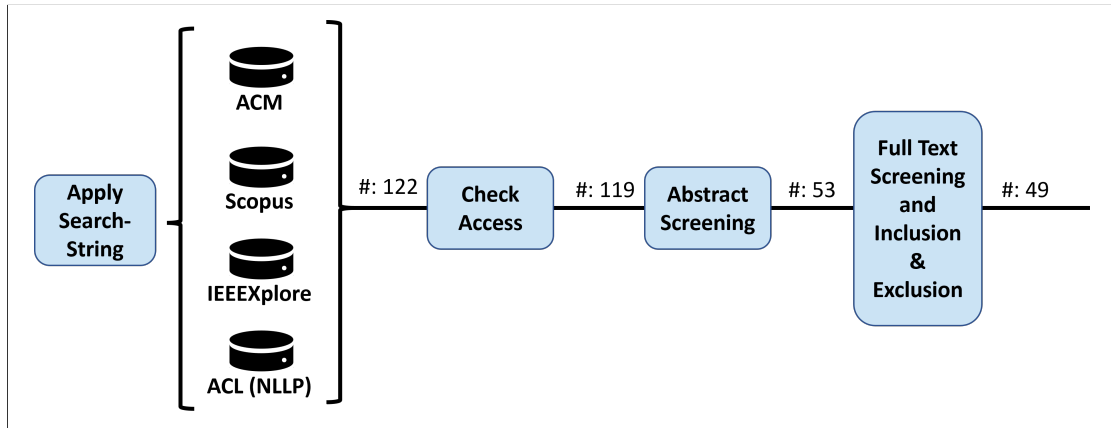 Apply
Search-
String
ACM
Scopus
IEEEXplore
ACL (NLLP)
#: 122
Check
Access
#: 119
Abstract
Screening
#: 53
Full Text
Screening
and
Inclusion
&
Exclusion
#: 49